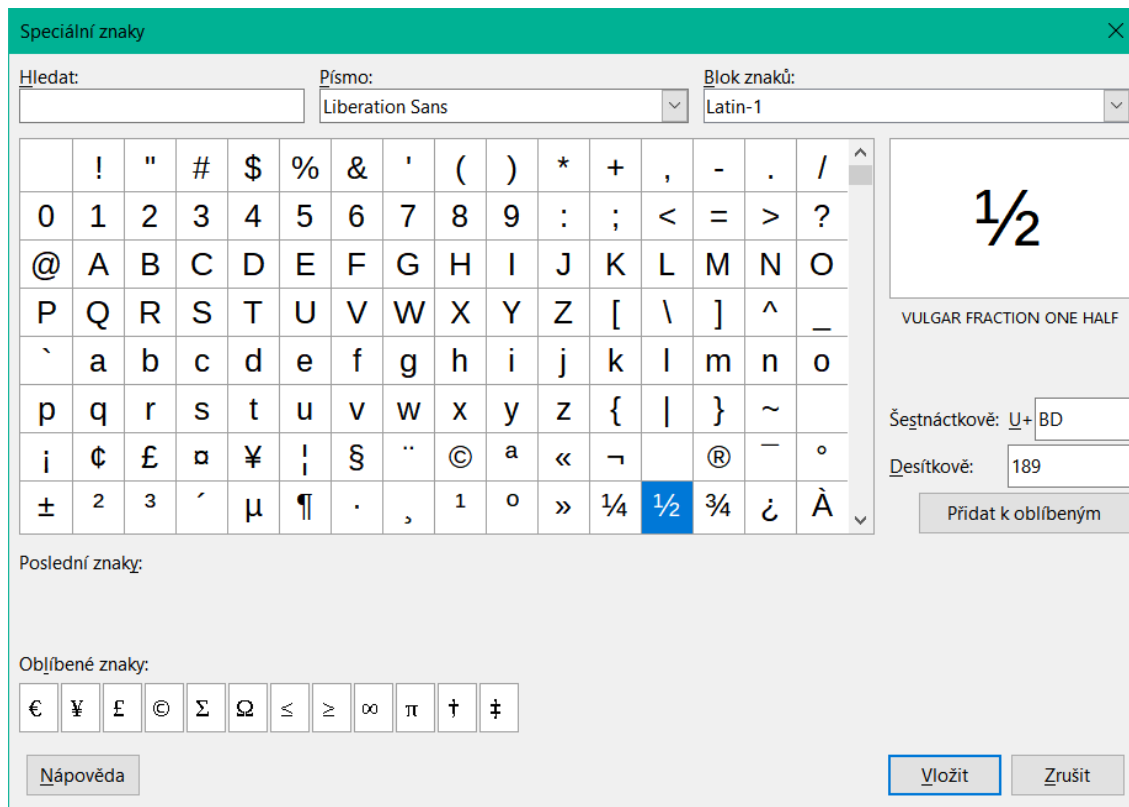 Speciální znaky
Hledat: Písmo: Blok znaků:
Liberation Sans Latin-1
! " # $ % & ' ( ) * + , - . /
0 1 2 3 4 5 6 7 8 9 : ; < = > ?
@ A B C D E F G H I J K L M N O
P Q R S T U V W X Y Z [ \ ] ^ _
` a b c d e f g h i j k l m n o
p q r s t u v w x y z { | } ~
¡ ¢ £ ¤ ¥ ¦ § ¨ © ª « ¬ ® ¯ °
± ² ³ ´ µ ¶ · ¸ ¹ º » ¼ ½ ¾ ¿ À
½
VULGAR FRACTION ONE HALF
Šestnáctkově: U+ BD
Desítkově: 189
Přidat k oblíbeným
Poslední znaky:
Oblíbené znaky:
€ ¥ £ © Σ Ω ≤ ≥ ∞ π † ‡
Nápověda Vložit Zrušit